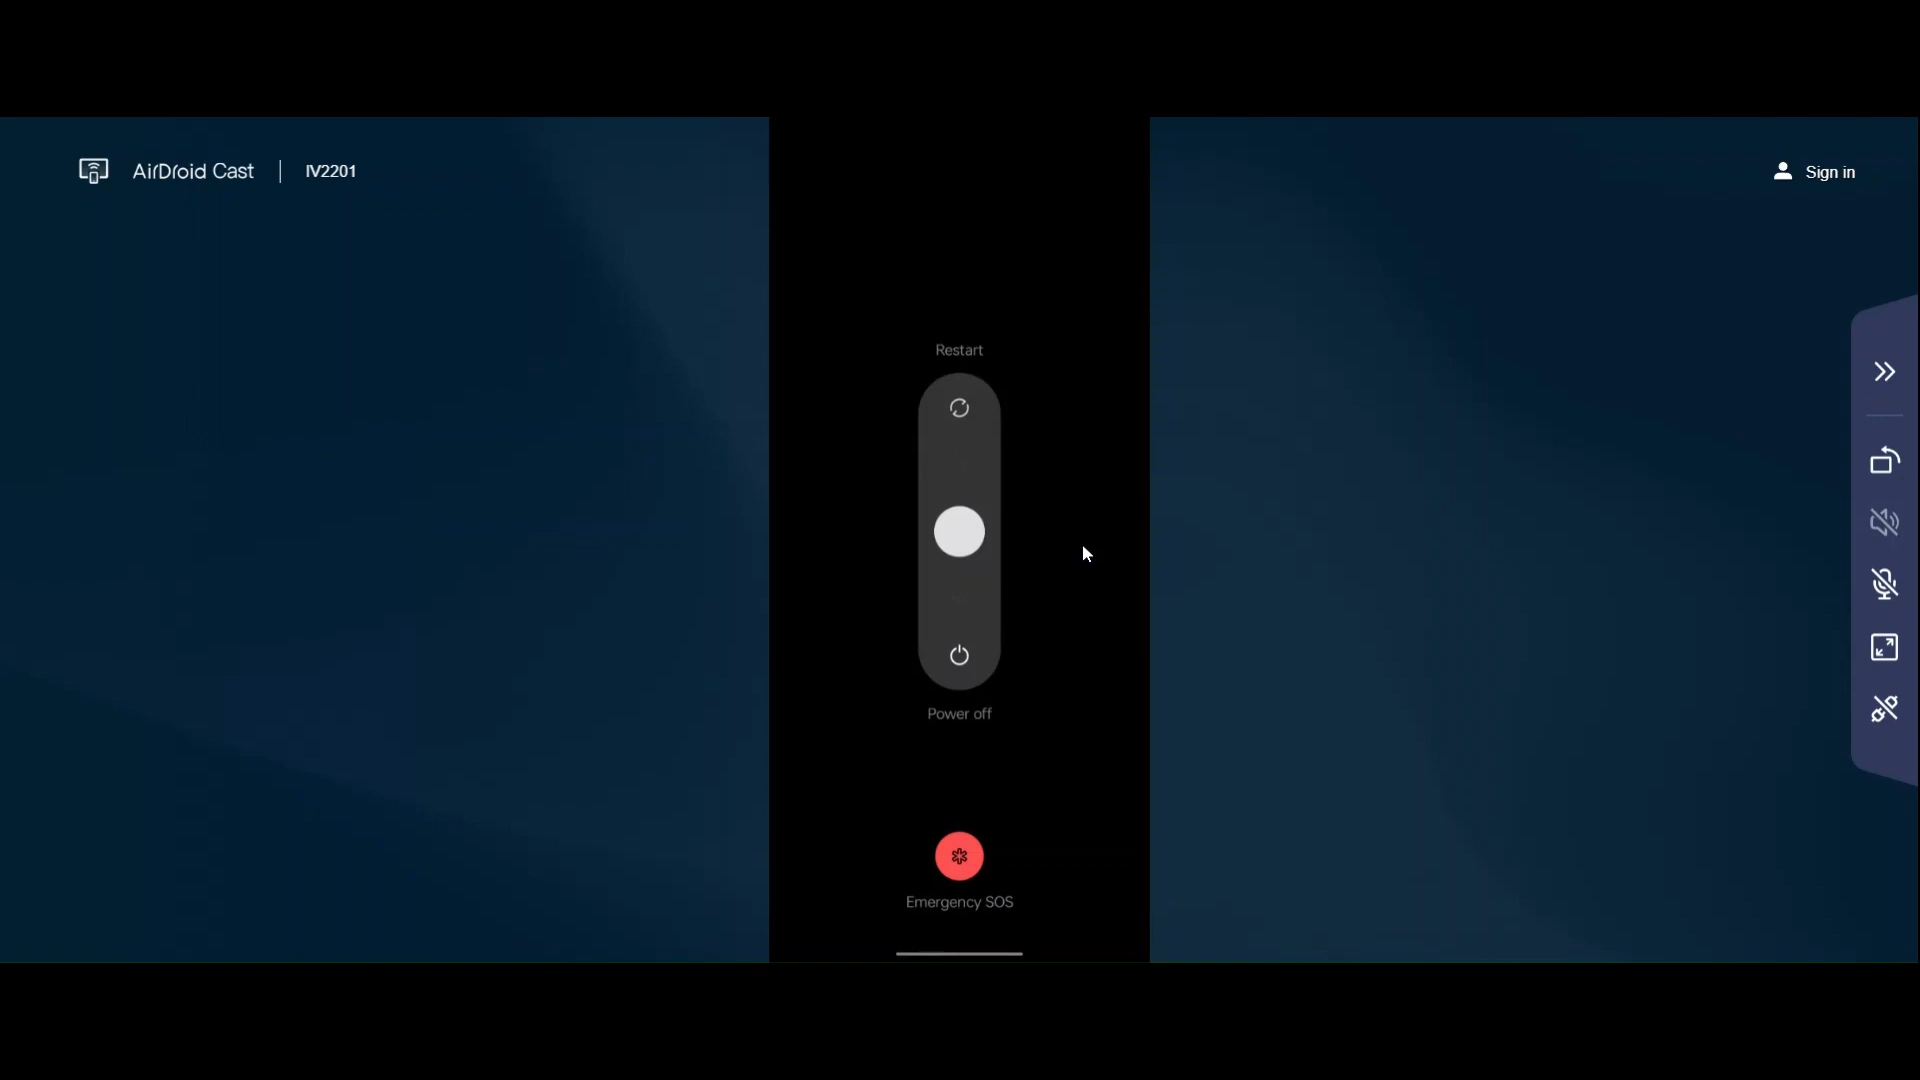 AirDroid Cast
IV2201
Sign in
Restart
Power off
Emergency SOS